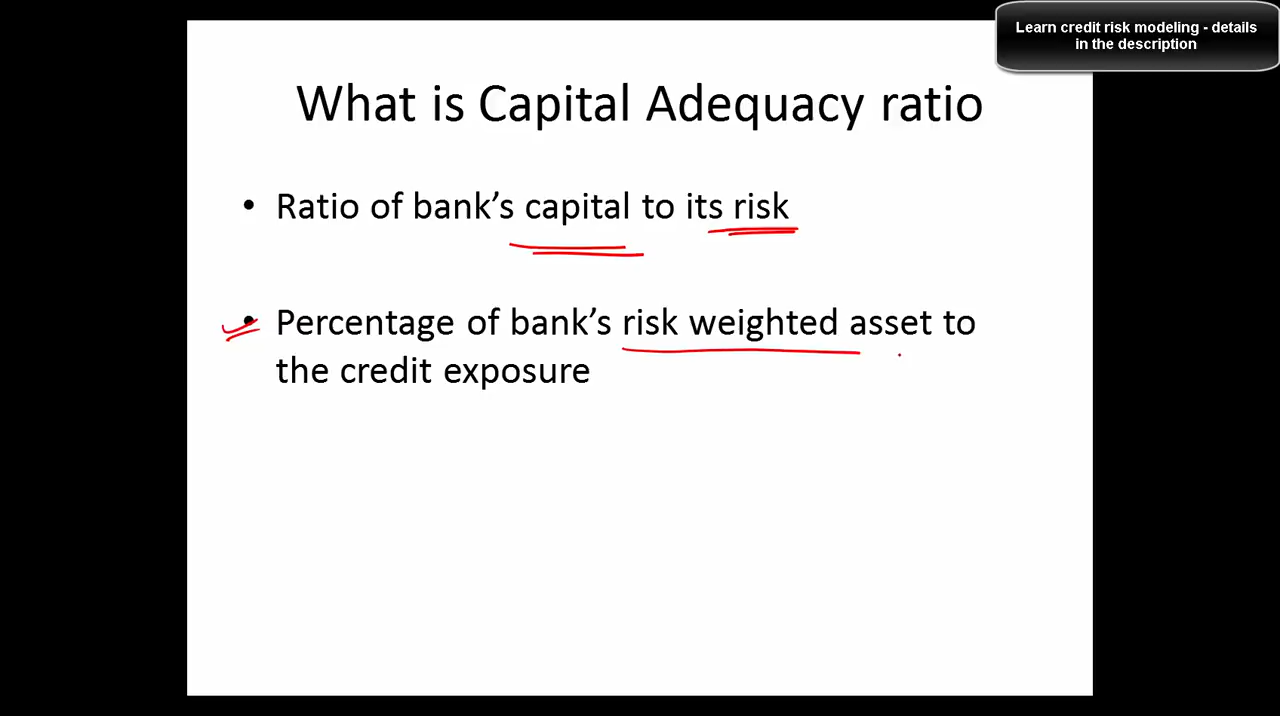 Learn credit risk modeling - details
in the description
What is Capital Adequacy ratio
• Ratio of bank’s capital to its risk
• Percentage of bank’s risk weighted asset to
the credit exposure